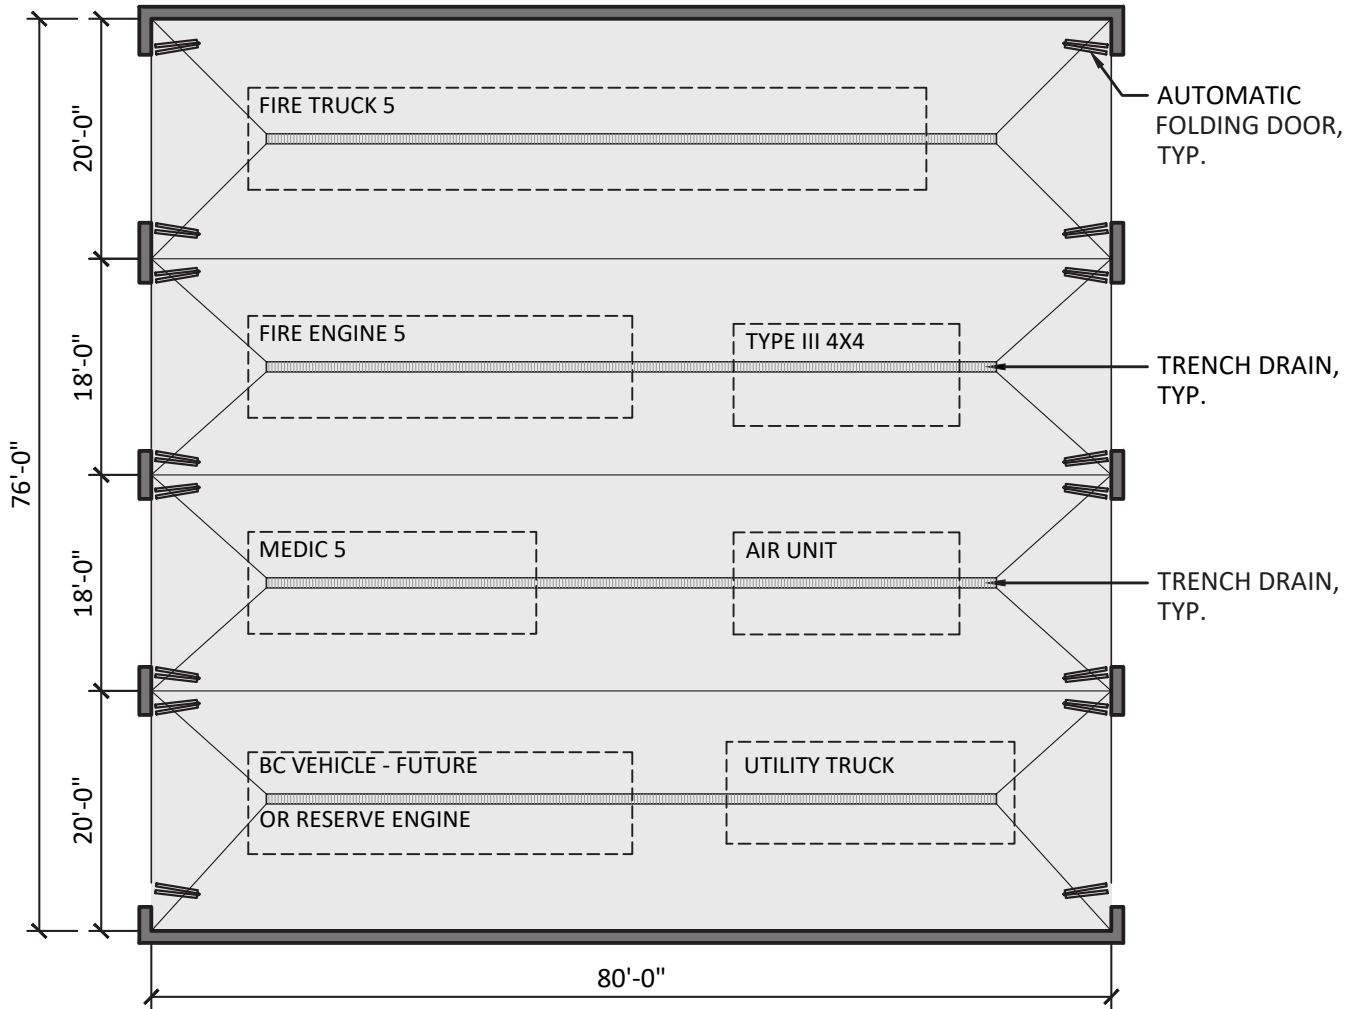 FIRE TRUCK 5
AUTOMATIC
FOLDING DOOR,
TYP.
20'-0"
FIRE ENGINE 5
TYPE III 4X4
TRENCH DRAIN,
TYP.
18'-0"
76'-0"
MEDIC 5
AIR UNIT
TRENCH DRAIN,
TYP.
18'-0"
BC VEHICLE - FUTURE
OR RESERVE ENGINE
UTILITY TRUCK
20'-0"
80'-0"